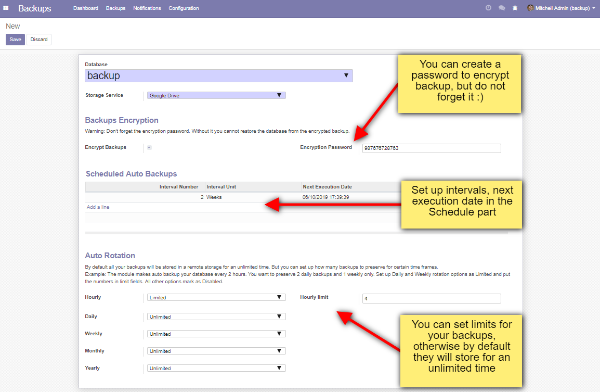 Backups Dashboard Backups Notifications Configuration Mitchell Admin (backup)
New
Save Discard
Database
backup
Storage Service Google Drive
Backups Encryption
Warning: Don't forget the encryption password. Without it you cannot restore the database from the encrypted backup.
Encrypt Backups Encryption Password 987676728763
Scheduled Auto Backups
Interval Number Interval Unit Next Execution Date
2 Weeks 05/10/2019 17:39:39
Add a line
Auto Rotation
By default all your backups will be stored in a remote storage for an unlimited time. But you can set up how many backups to preserve for certain time frames.
Example: The module makes auto backup your database every 2 hours. You want to preserve 2 daily backups and 1 weekly only. Set up Daily and Weekly rotation options as Limited and put
the numbers in limit fields. All other options mark as Disabled.
Hourly Limited Hourly limit
Daily Unlimited
Weekly Unlimited
Monthly Unlimited
Yearly Unlimited
You can create a
password to encrypt
backup, but do not
forget it ;)
Set up intervals, next
execution date in the
Schedule part
You can set limits for
your backups,
otherwise by default
they will store for an
unlimited time